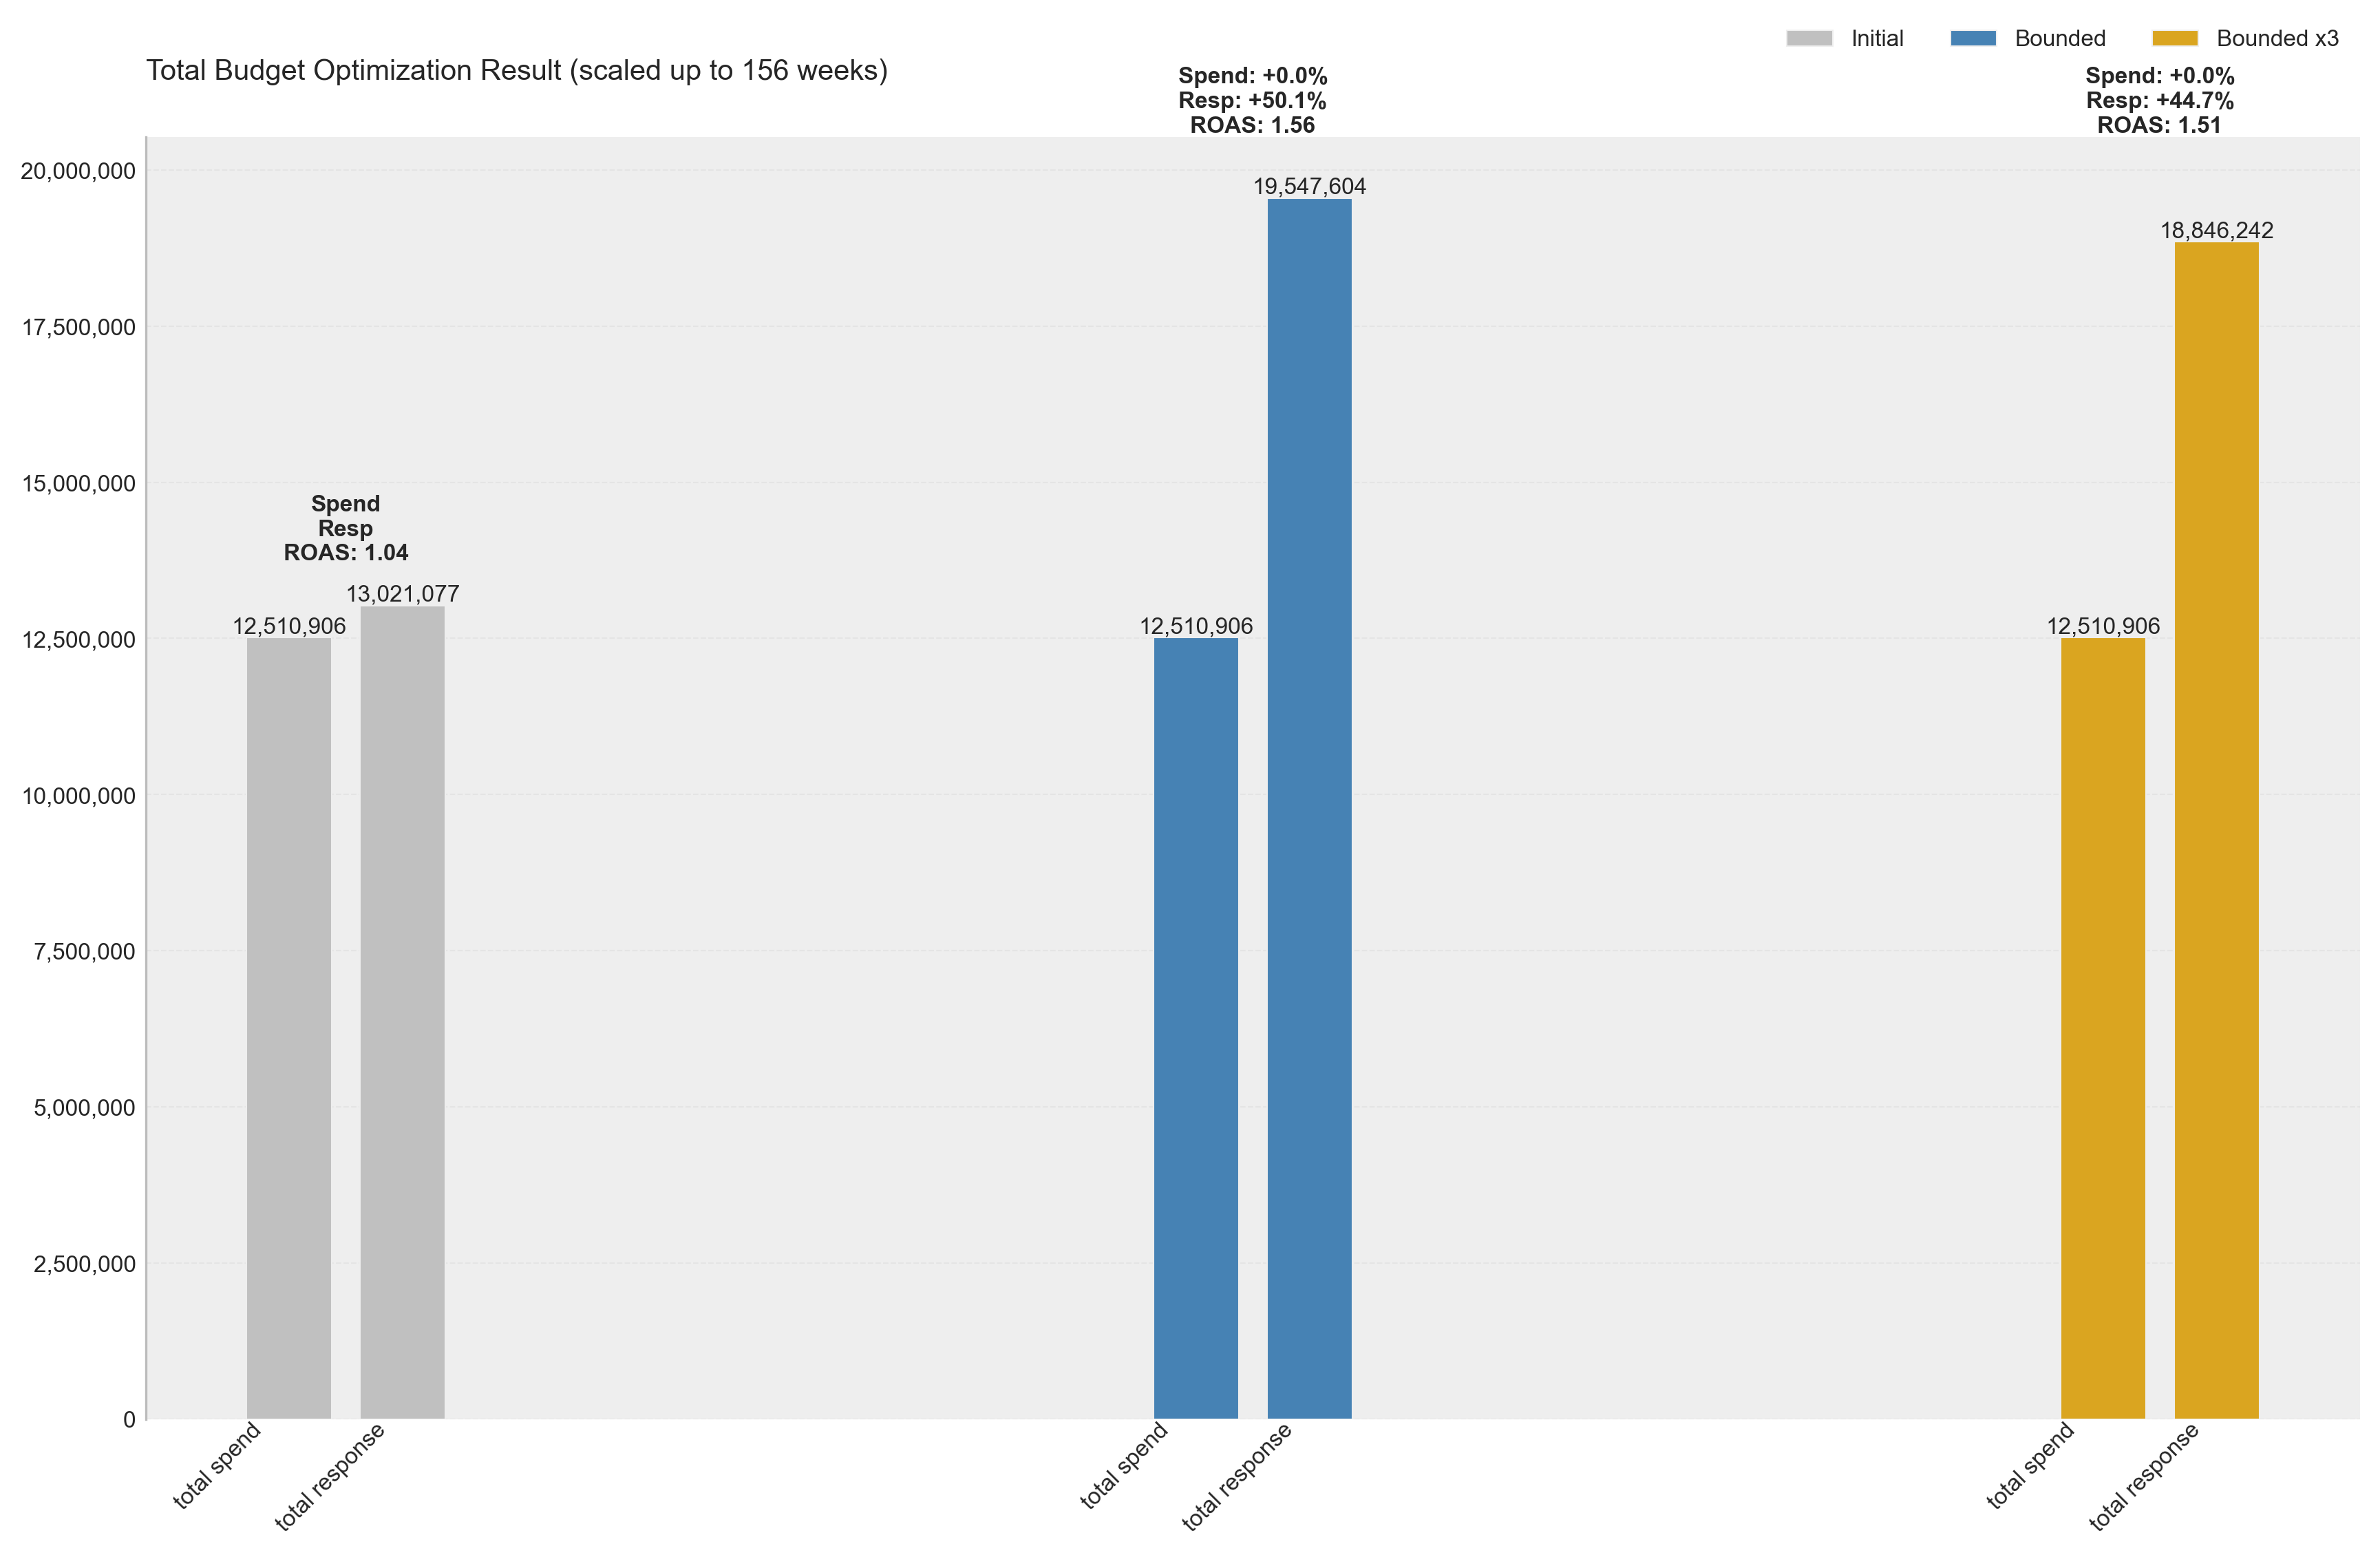 Initial
Bounded
Bounded x3
Total Budget Optimization Result (scaled up to 156 weeks)
Spend: +0.0%
Resp: +50.1%
ROAS: 1.56
Spend: +0.0%
Resp: +44.7%
ROAS: 1.51
20,000,000
17,500,000
15,000,000
12,500,000
10,000,000
7,500,000
5,000,000
2,500,000
0
Spend
Resp
ROAS: 1.04
12,510,906
13,021,077
12,510,906
19,547,604
12,510,906
18,846,242
total spend
total response
total spend
total response
total spend
total response